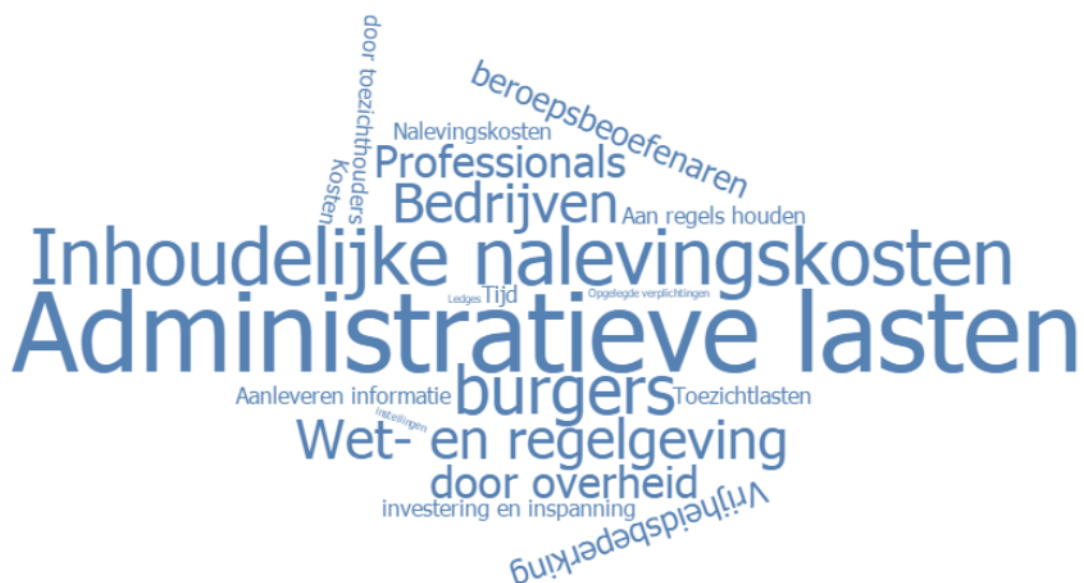 door toezichthouders
beroepsbeoefenaren
Nalevingskosten
Professionals
Kosten
Bedrijven
Aan regels houden
Inhoudelijke nalevingskosten
Ledges
Tijd
Opgelegde verplichtingen
Administratieve lasten
Aanleveren informatie
burgers
Toezichtlasten
Instellingen
Wet- en regelgeving
door overheid
investering en inspanning
Vrijheidsbeperking